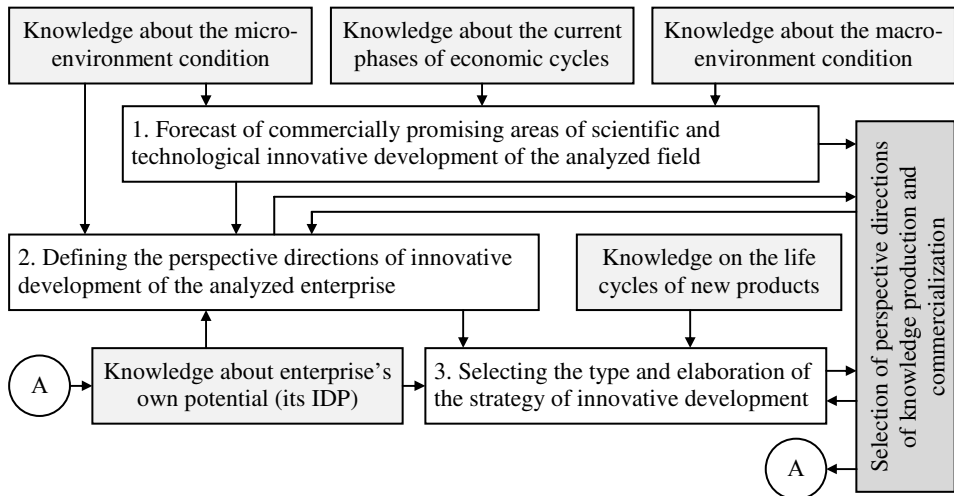 Knowledge about the micro-
environment condition
Knowledge about the current
phases of economic cycles
Knowledge about the macro-
environment condition
1. Forecast of commercially promising areas of scientific and
technological innovative development of the analyzed field
2. Defining the perspective directions of innovative
development of the analyzed enterprise
Knowledge on the life
cycles of new products
A
Knowledge about enterprise's
own potential (its IDP)
3. Selecting the type and elaboration of
the strategy of innovative development
Selection of perspective directions
of knowledge production and
commercialization
A